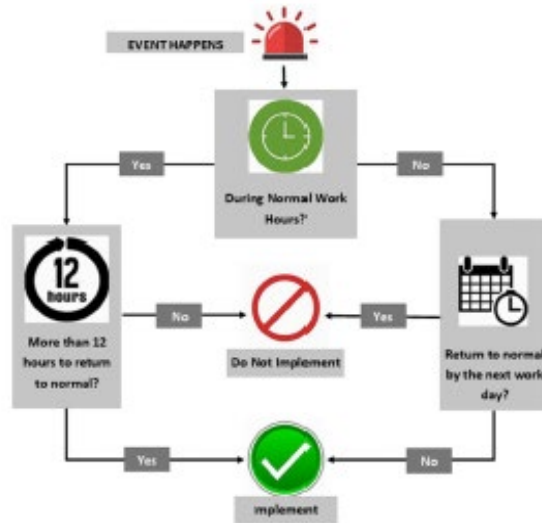 EVENT HAPPENS
Yes
No
During Normal Work
Hours?'
12
hours
More than 12
hours to return
to normal?
No
Do Not Implement
Yes
Return to normal
by the next work
day?
Yes
No
Implement